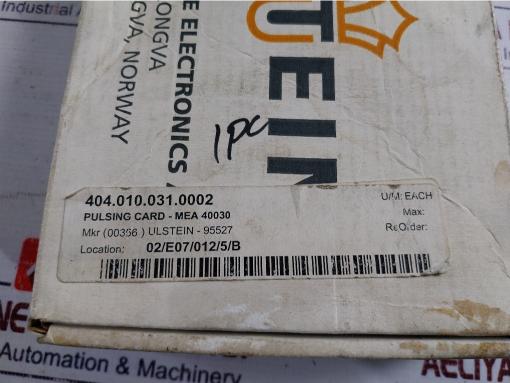 Industrial
UTEIN
E ELECTRONICS
ONGVA
GVA, NORWAY
1PC
404.010.031.0002
U/M: EACH
PULSING CARD - MEA 40030
Max:
Mkr (00356 ) ULSTEIN - 95527
ReOrder:
Location: 02/E07/012/5/B
Automation & Machinery
AELIYA